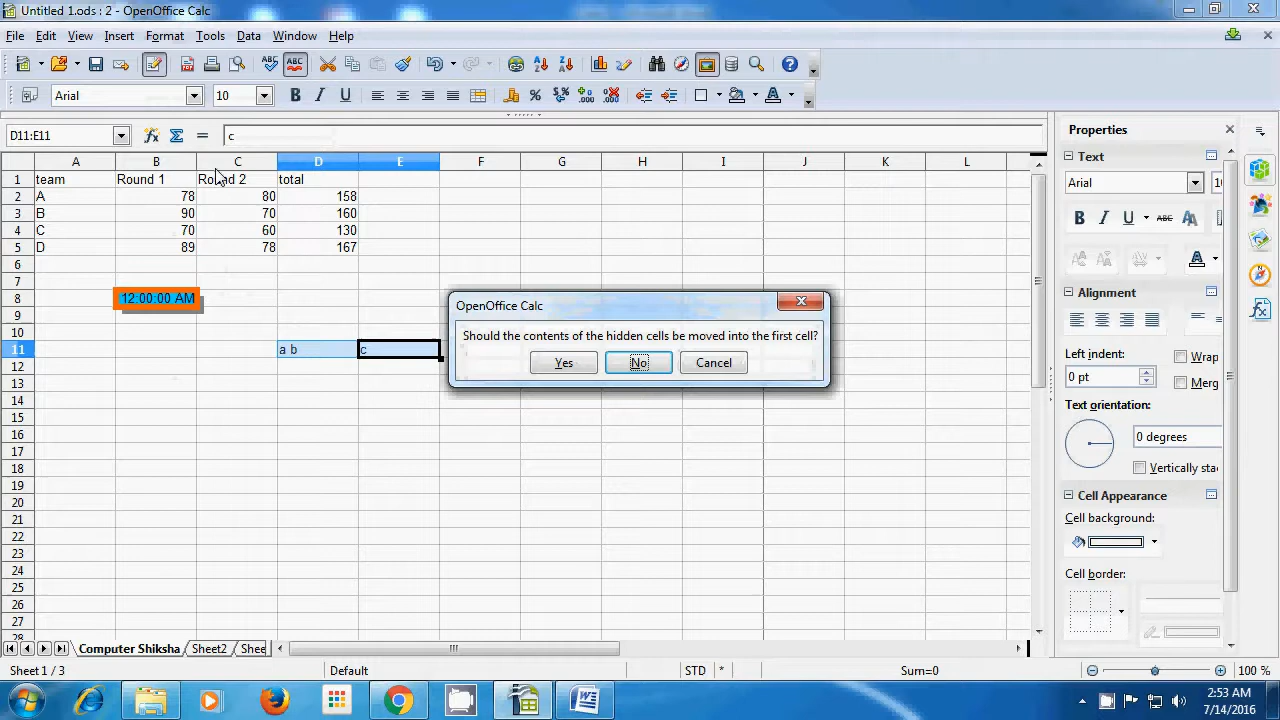 Untitled 1.ods : 2 - OpenOffice Calc
File Edit View Insert Format Tools Data Window Help
Arial 10
D11:E11 c
A B C D E F G H I J K L
1 team Round 1 Round 2 total
2 A 78 80 158
3 B 90 70 160
4 C 70 60 130
5 D 89 78 167
6
7
8 12:00:00 AM
9
10
11 a b c
12
13
14
15
16
17
18
19
20
21
22
23
24
25
26
27
28
OpenOffice Calc
Should the contents of the hidden cells be moved into the first cell?
Yes No Cancel
Properties
Text
Arial
Alignment
Left indent: Wrap
0 pt Merg
Text orientation:
0 degrees
Vertically stac
Cell Appearance
Cell background:
Cell border:
Computer Shiksha Sheet2 Shee
Sheet 1 / 3 Default STD * Sum=0 100 %
2:53 AM
7/14/2016